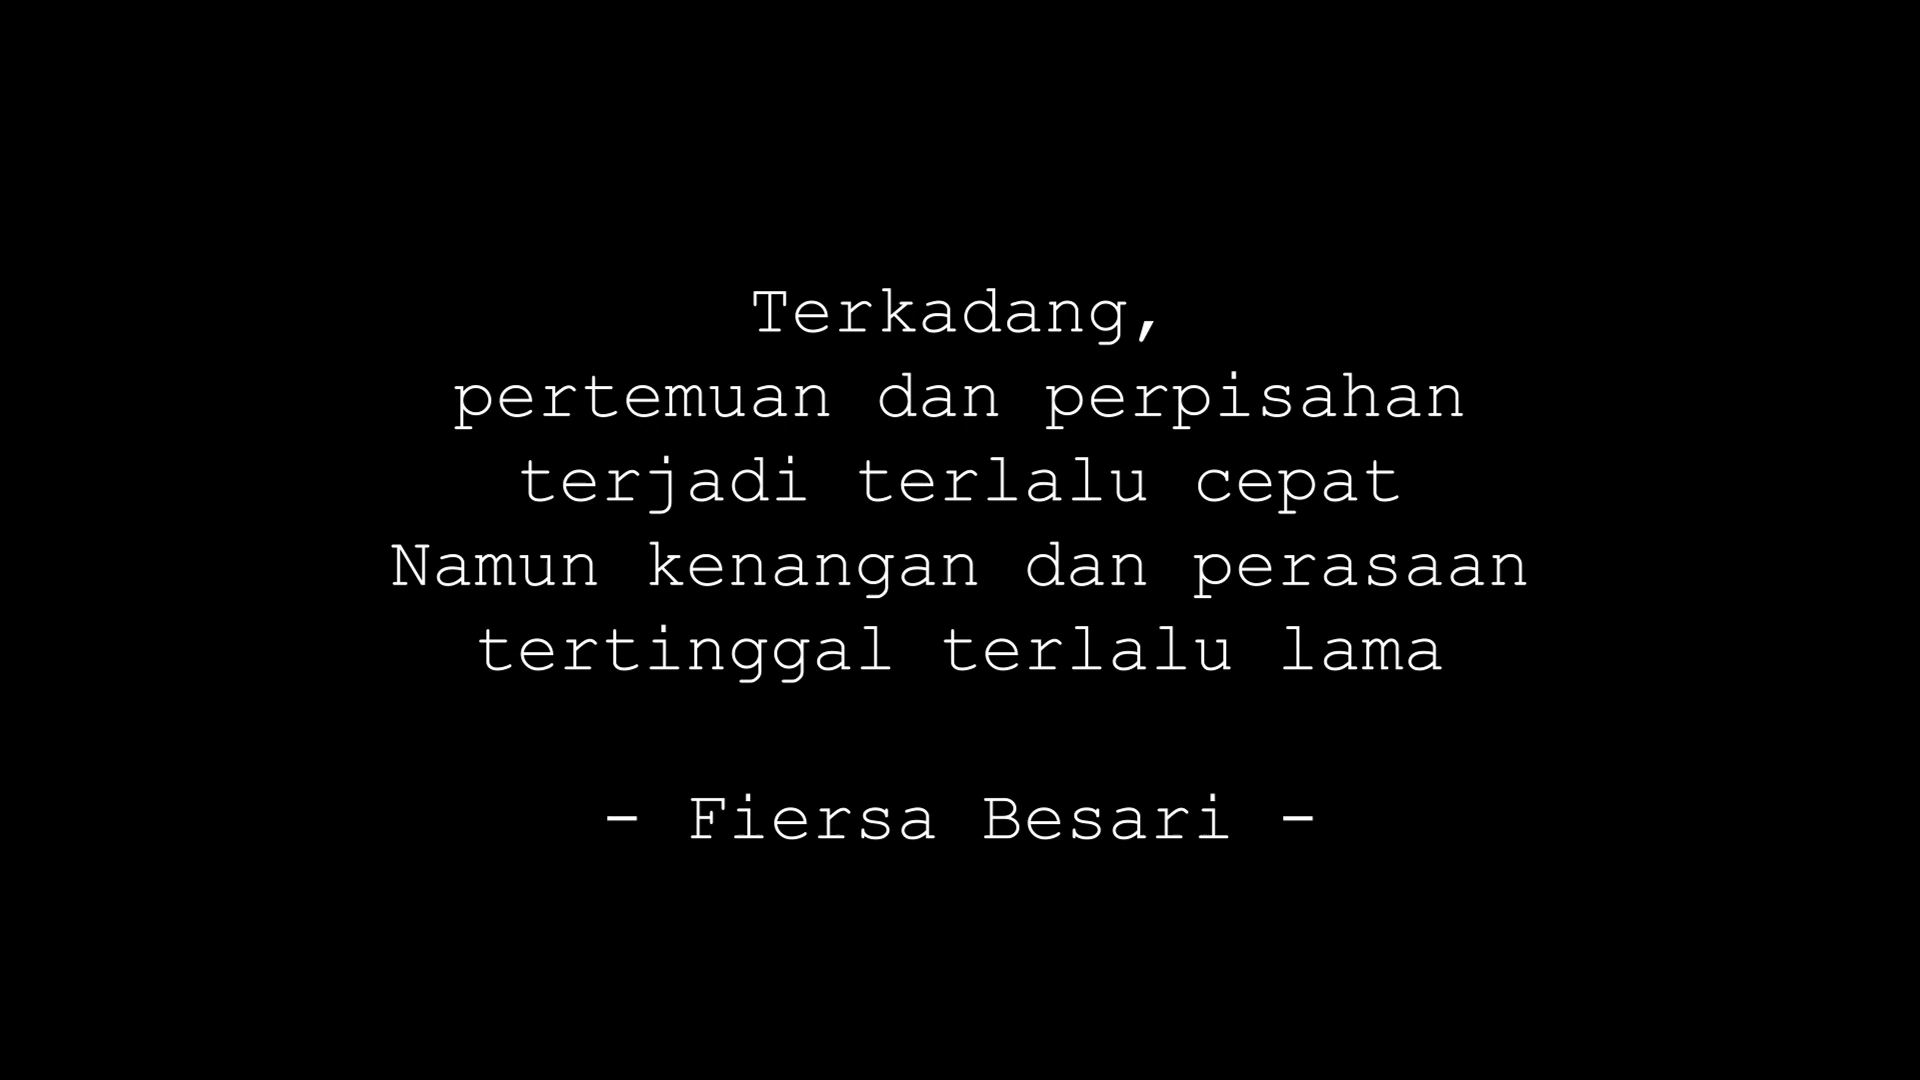 Terkadang,
pertemuan dan perpisahan
terjadi terlalu cepat
Namun kenangan dan perasaan
tertinggal terlalu lama
- Fiersa Besari -